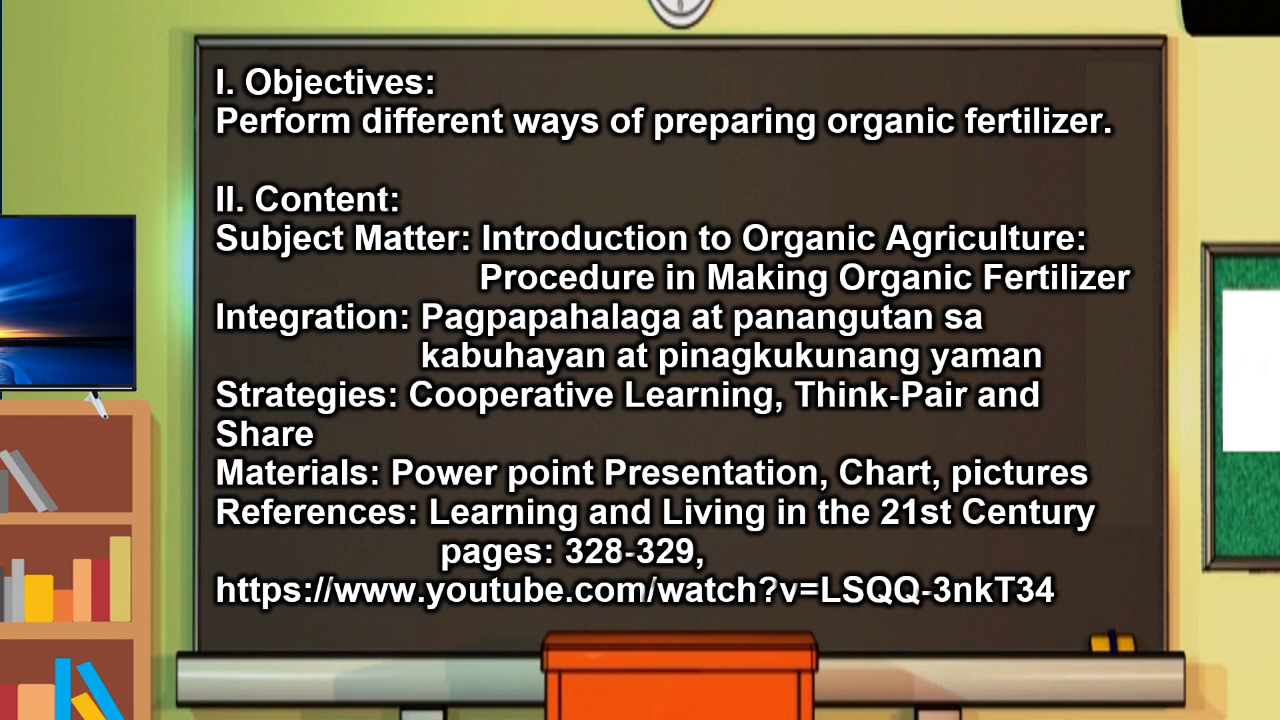 I. Objectives:
Perform different ways of preparing organic fertilizer.
II. Content:
Subject Matter: Introduction to Organic Agriculture:
Procedure in Making Organic Fertilizer
Integration: Pagpapahalaga at panangutan sa
kabuhayan at pinagkukunang yaman
Strategies: Cooperative Learning, Think-Pair and
Share
Materials: Power point Presentation, Chart, pictures
References: Learning and Living in the 21st Century
pages: 328-329,
https://www.youtube.com/watch?v=LSQQ-3nkT34